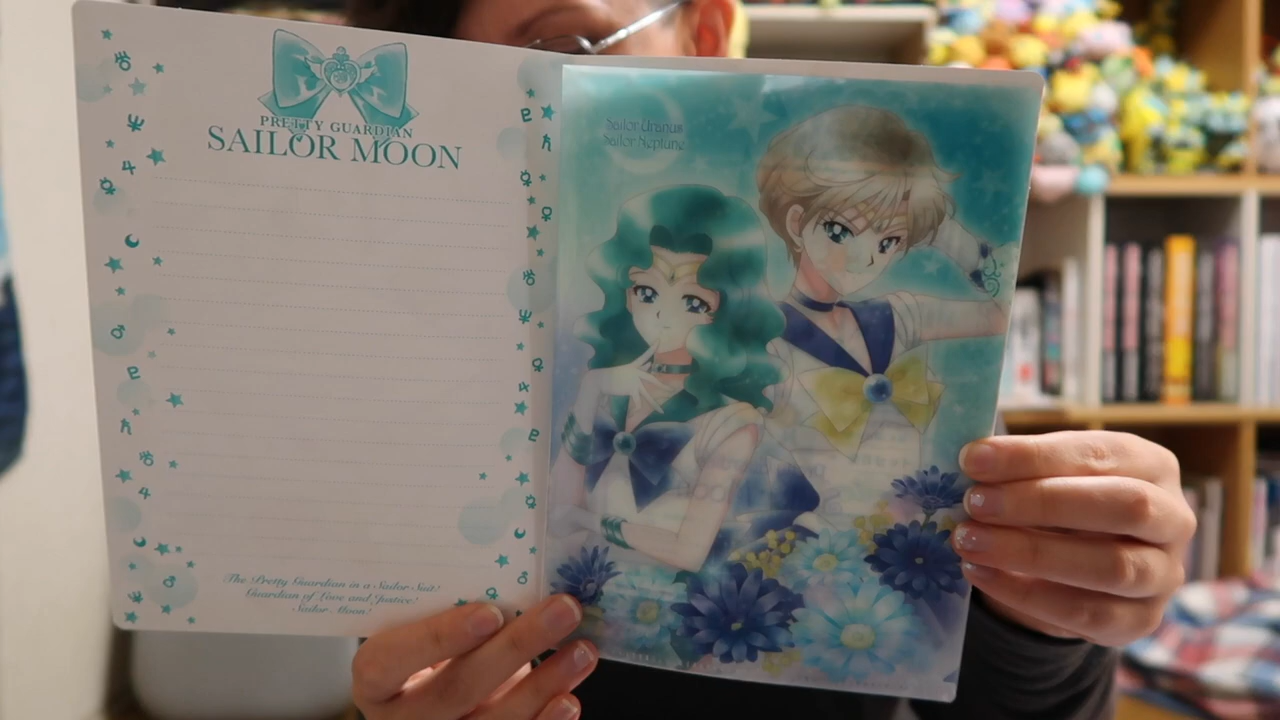 PRETTY GUARDIAN
SAILOR MOON
The Pretty Guardian in a Sailor Suit!
Guardian of Love and Justice!
Sailor Moon!
Sailor Uranus
Sailor Neptune